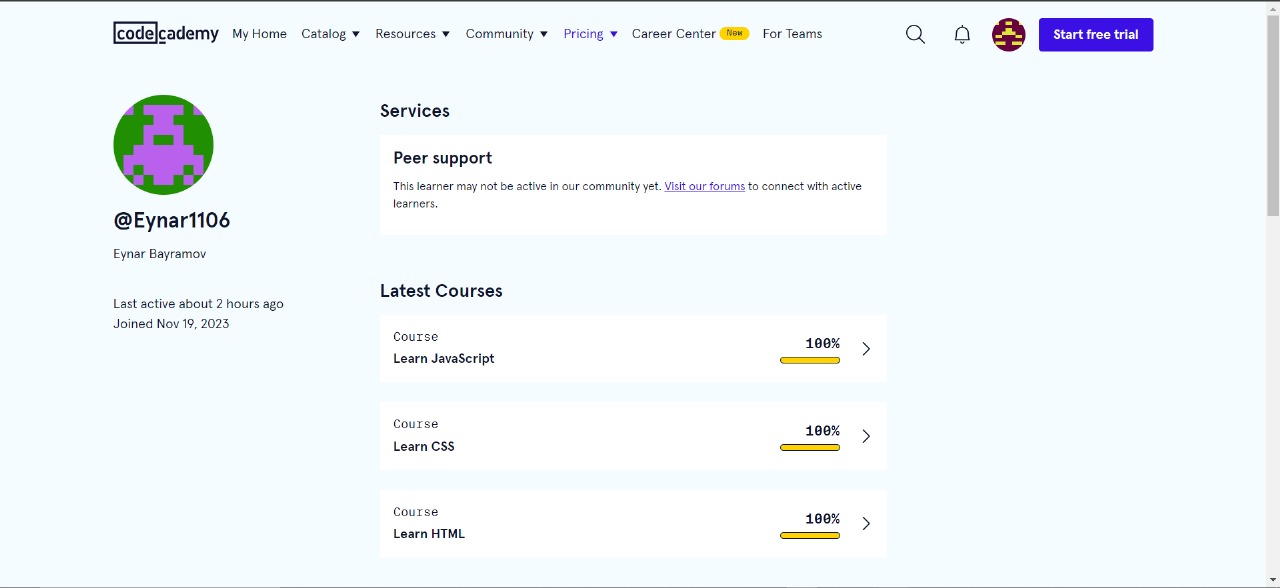 codecademy My Home Catalog Resources Community Pricing Career Center New For Teams Start free trial
@Eynar1106
Eynar Bayramov
Last active about 2 hours ago
Joined Nov 19, 2023
Services
Peer support
This learner may not be active in our community yet. Visit our forums to connect with active
learners.
Latest Courses
Course
Learn JavaScript
100%
Course
Learn CSS
100%
Course
Learn HTML
100%